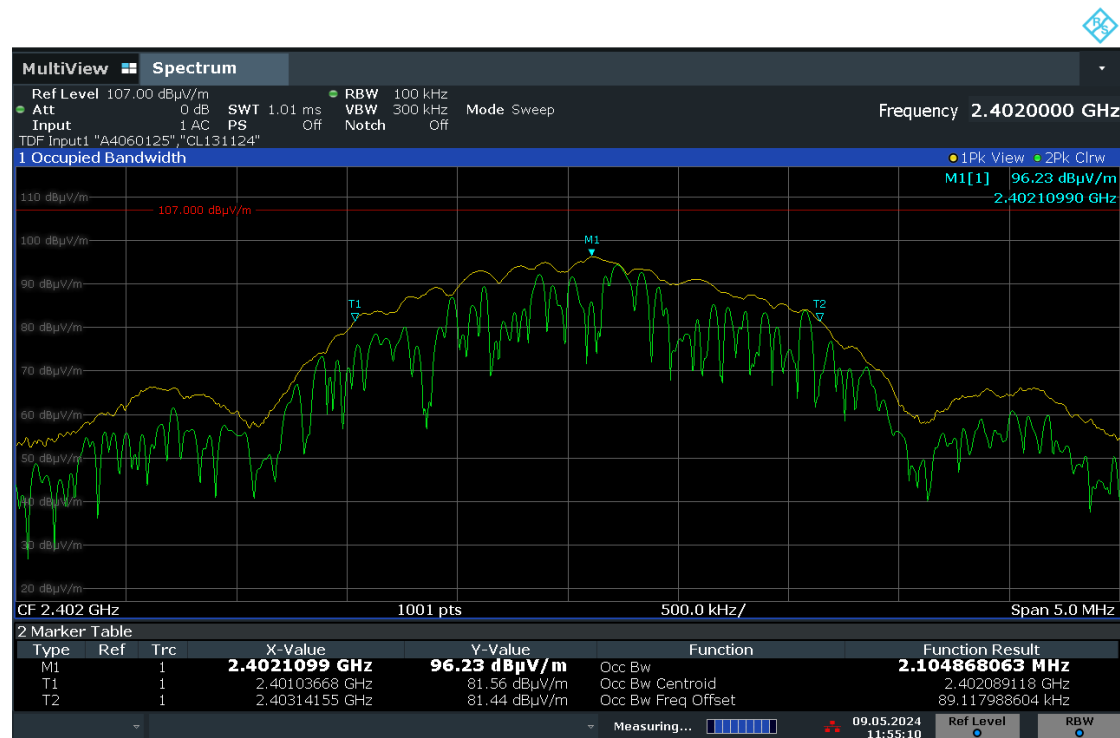 R S
MultiView Spectrum
Ref Level 107.00 dBµV/m RBW 100 kHz
Att 0 dB SWT 1.01 ms VBW 300 kHz Mode Sweep Frequency 2.4020000 GHz
Input 1 AC PS Off Notch Off
TDF Input1 "A4060125","CL131124"
1 Occupied Bandwidth 1Pk View 2Pk Clrw
M1[1] 96.23 dBµV/m
2.40210990 GHz
110 dBµV/m
107.000 dBµV/m
100 dBµV/m
M1
90 dBµV/m
T1 T2
80 dBµV/m
70 dBµV/m
60 dBµV/m
50 dBµV/m
40 dBµV/m
30 dBµV/m
20 dBµV/m
CF 2.402 GHz 1001 pts 500.0 kHz/ Span 5.0 MHz
2 Marker Table
Type Ref Trc X-Value Y-Value Function Function Result
M1 1 2.4021099 GHz 96.23 dBµV/m Occ Bw 2.104868063 MHz
T1 1 2.40103668 GHz 81.56 dBµV/m Occ Bw Centroid 2.402089118 GHz
T2 1 2.40314155 GHz 81.44 dBµV/m Occ Bw Freq Offset 89.117988604 kHz
Measuring... 09.05.2024 Ref Level RBW
11:55:10